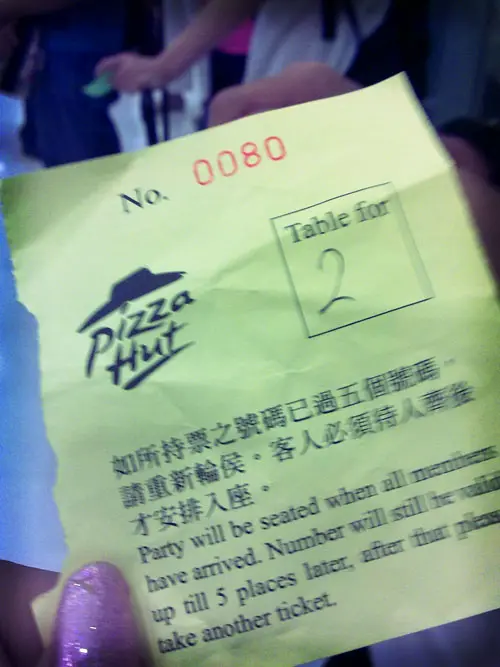 No. 0080
Table for
2
Pizza
Hut
如所持票之號碼已過五個號碼，
請重新輪侯。客人必須待人齊後
才安排入座。
Party will be seated when all members
have arrived. Number will still be valid
up till 5 places later, after that please
take another ticket.